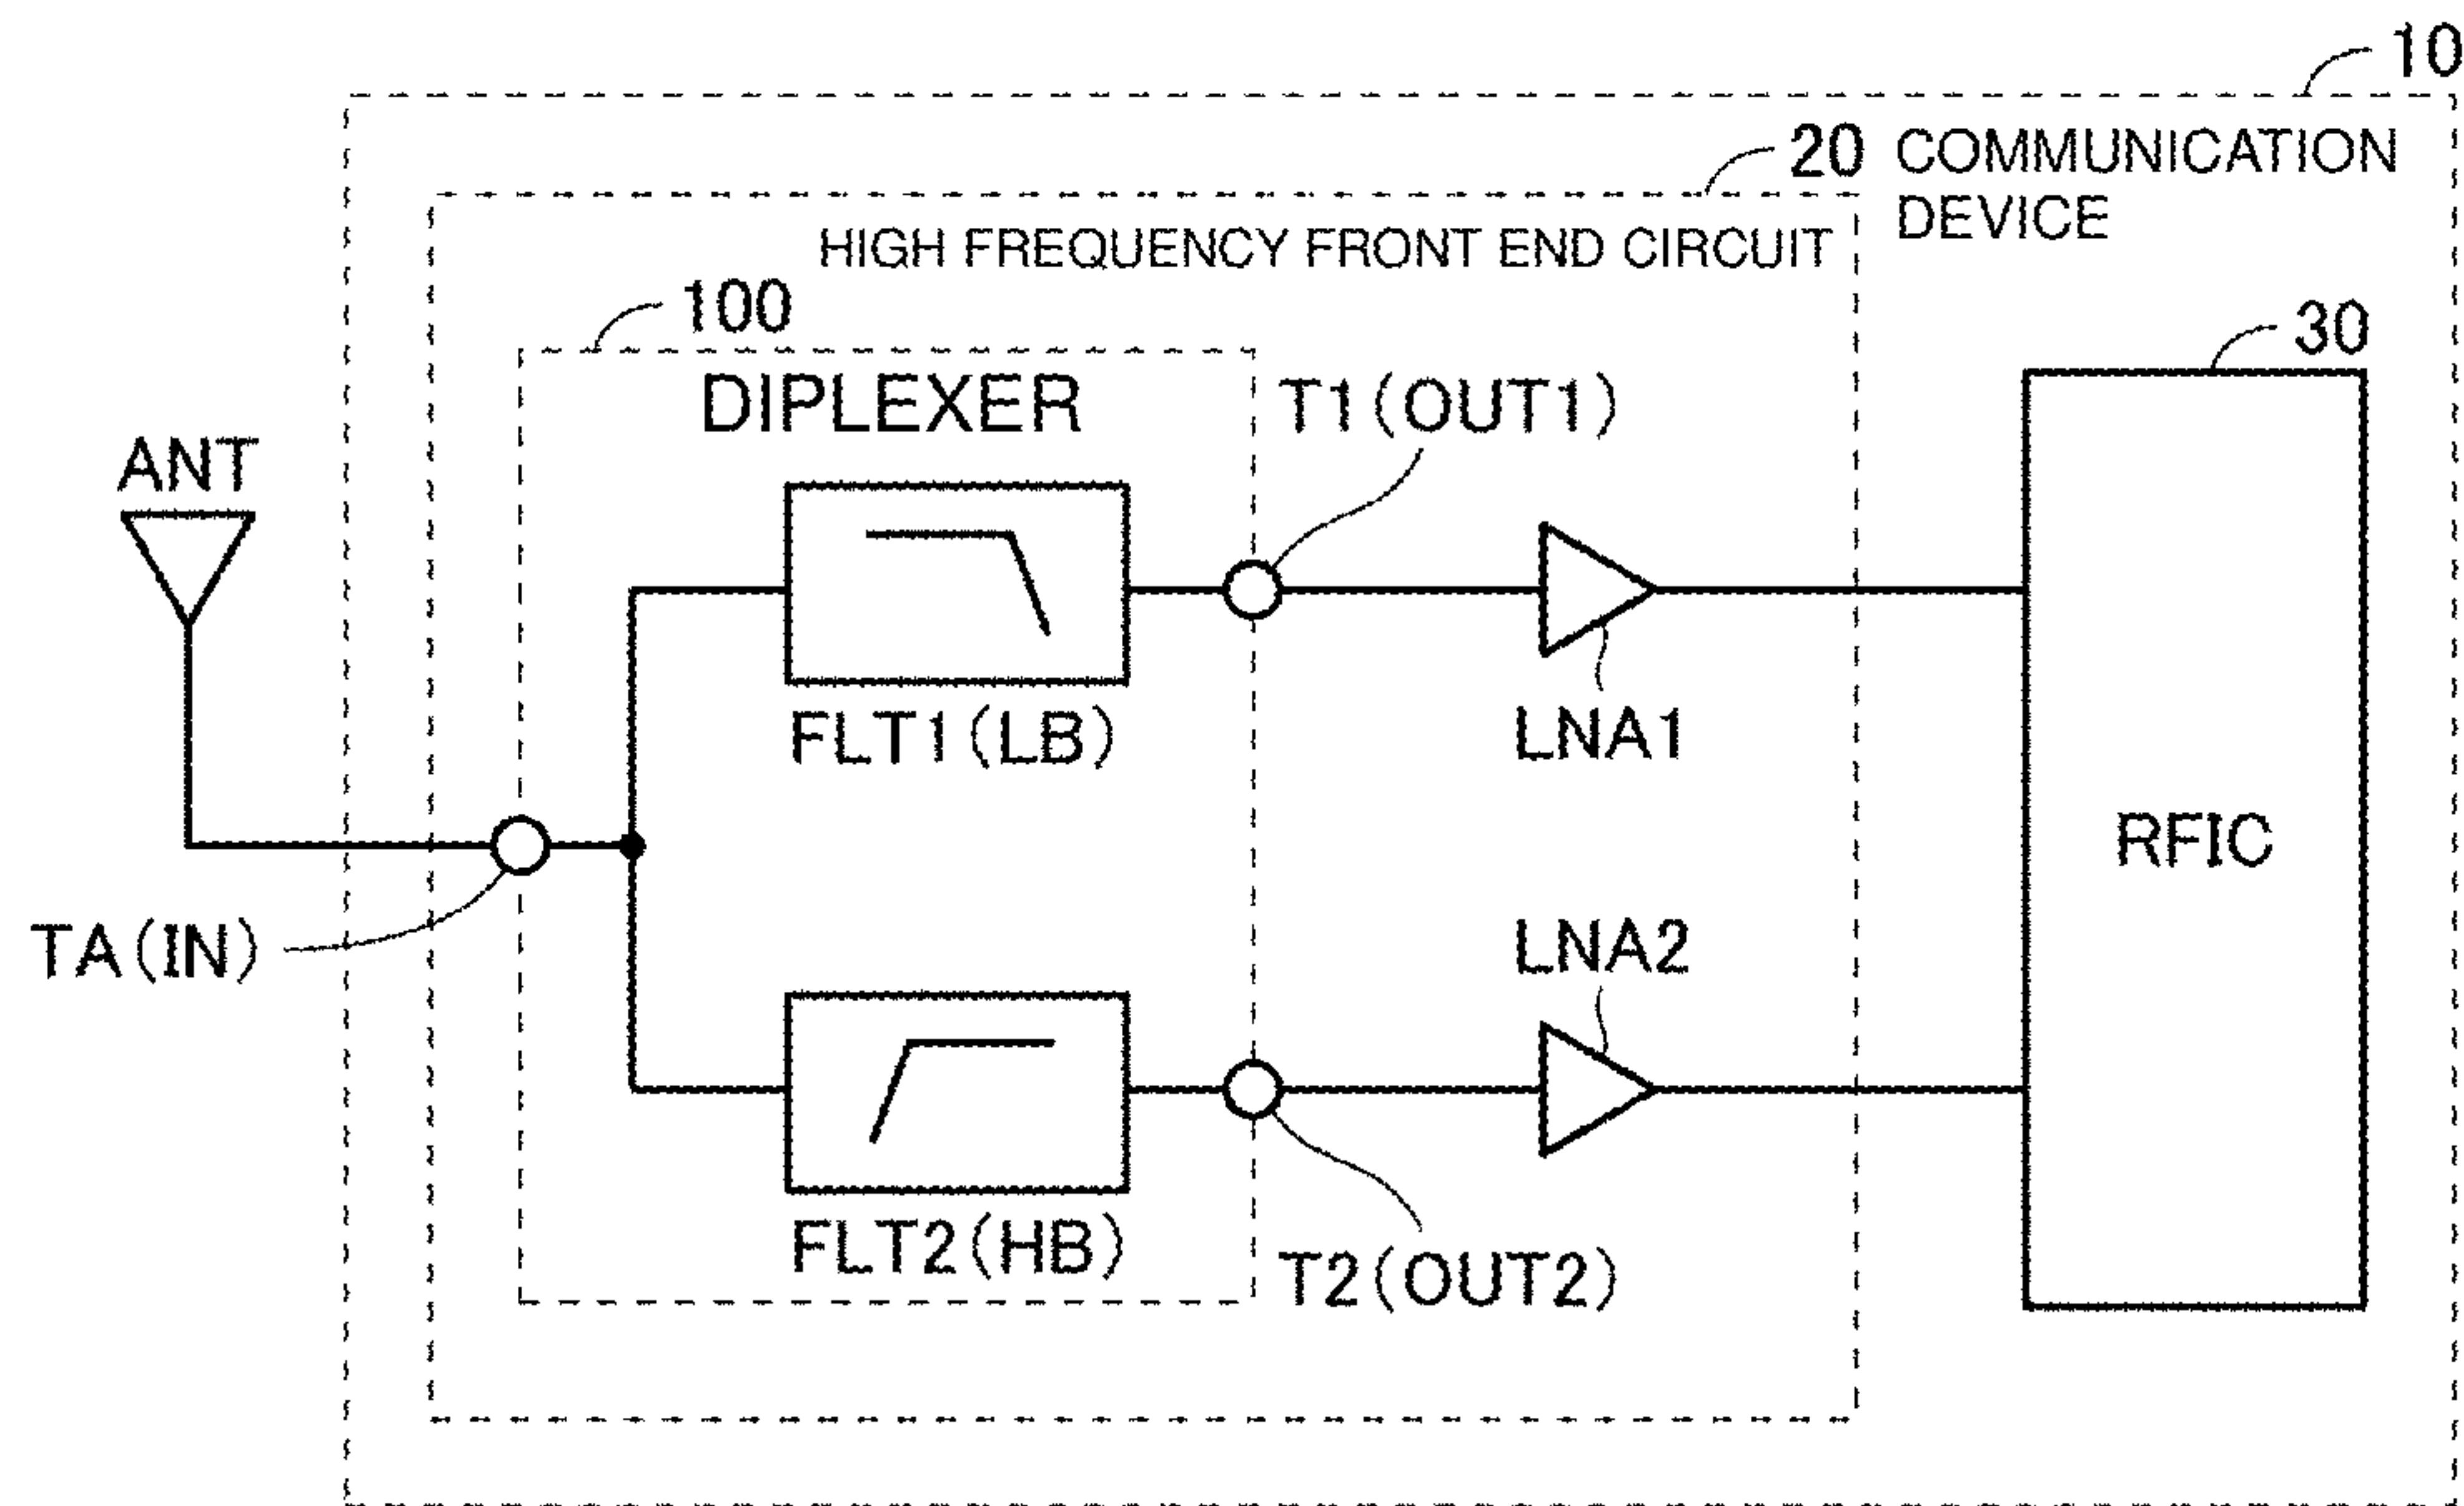 10
20 COMMUNICATION
DEVICE
HIGH FREQUENCY FRONT END CIRCUIT
100
30
DIPLEXER
T1(OUT1)
ANT
FLT1(LB)
LNA1
RFIC
TA(IN)
LNA2
FLT2(HB)
T2(OUT2)